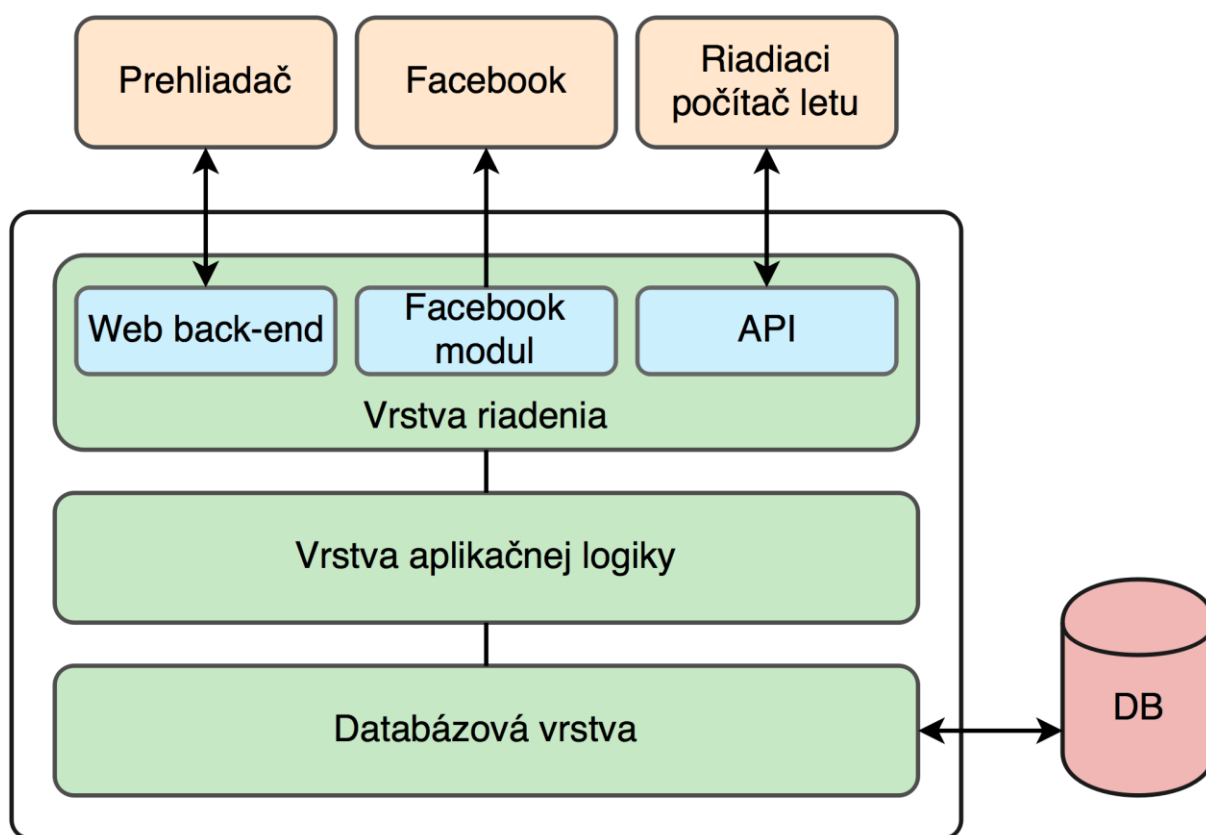 Prehliadač
Facebook
Riadiaci
počítač letu
Web back-end
Facebook
modul
API
Vrstva riadenia
Vrstva aplikačnej logiky
Databázová vrstva
DB